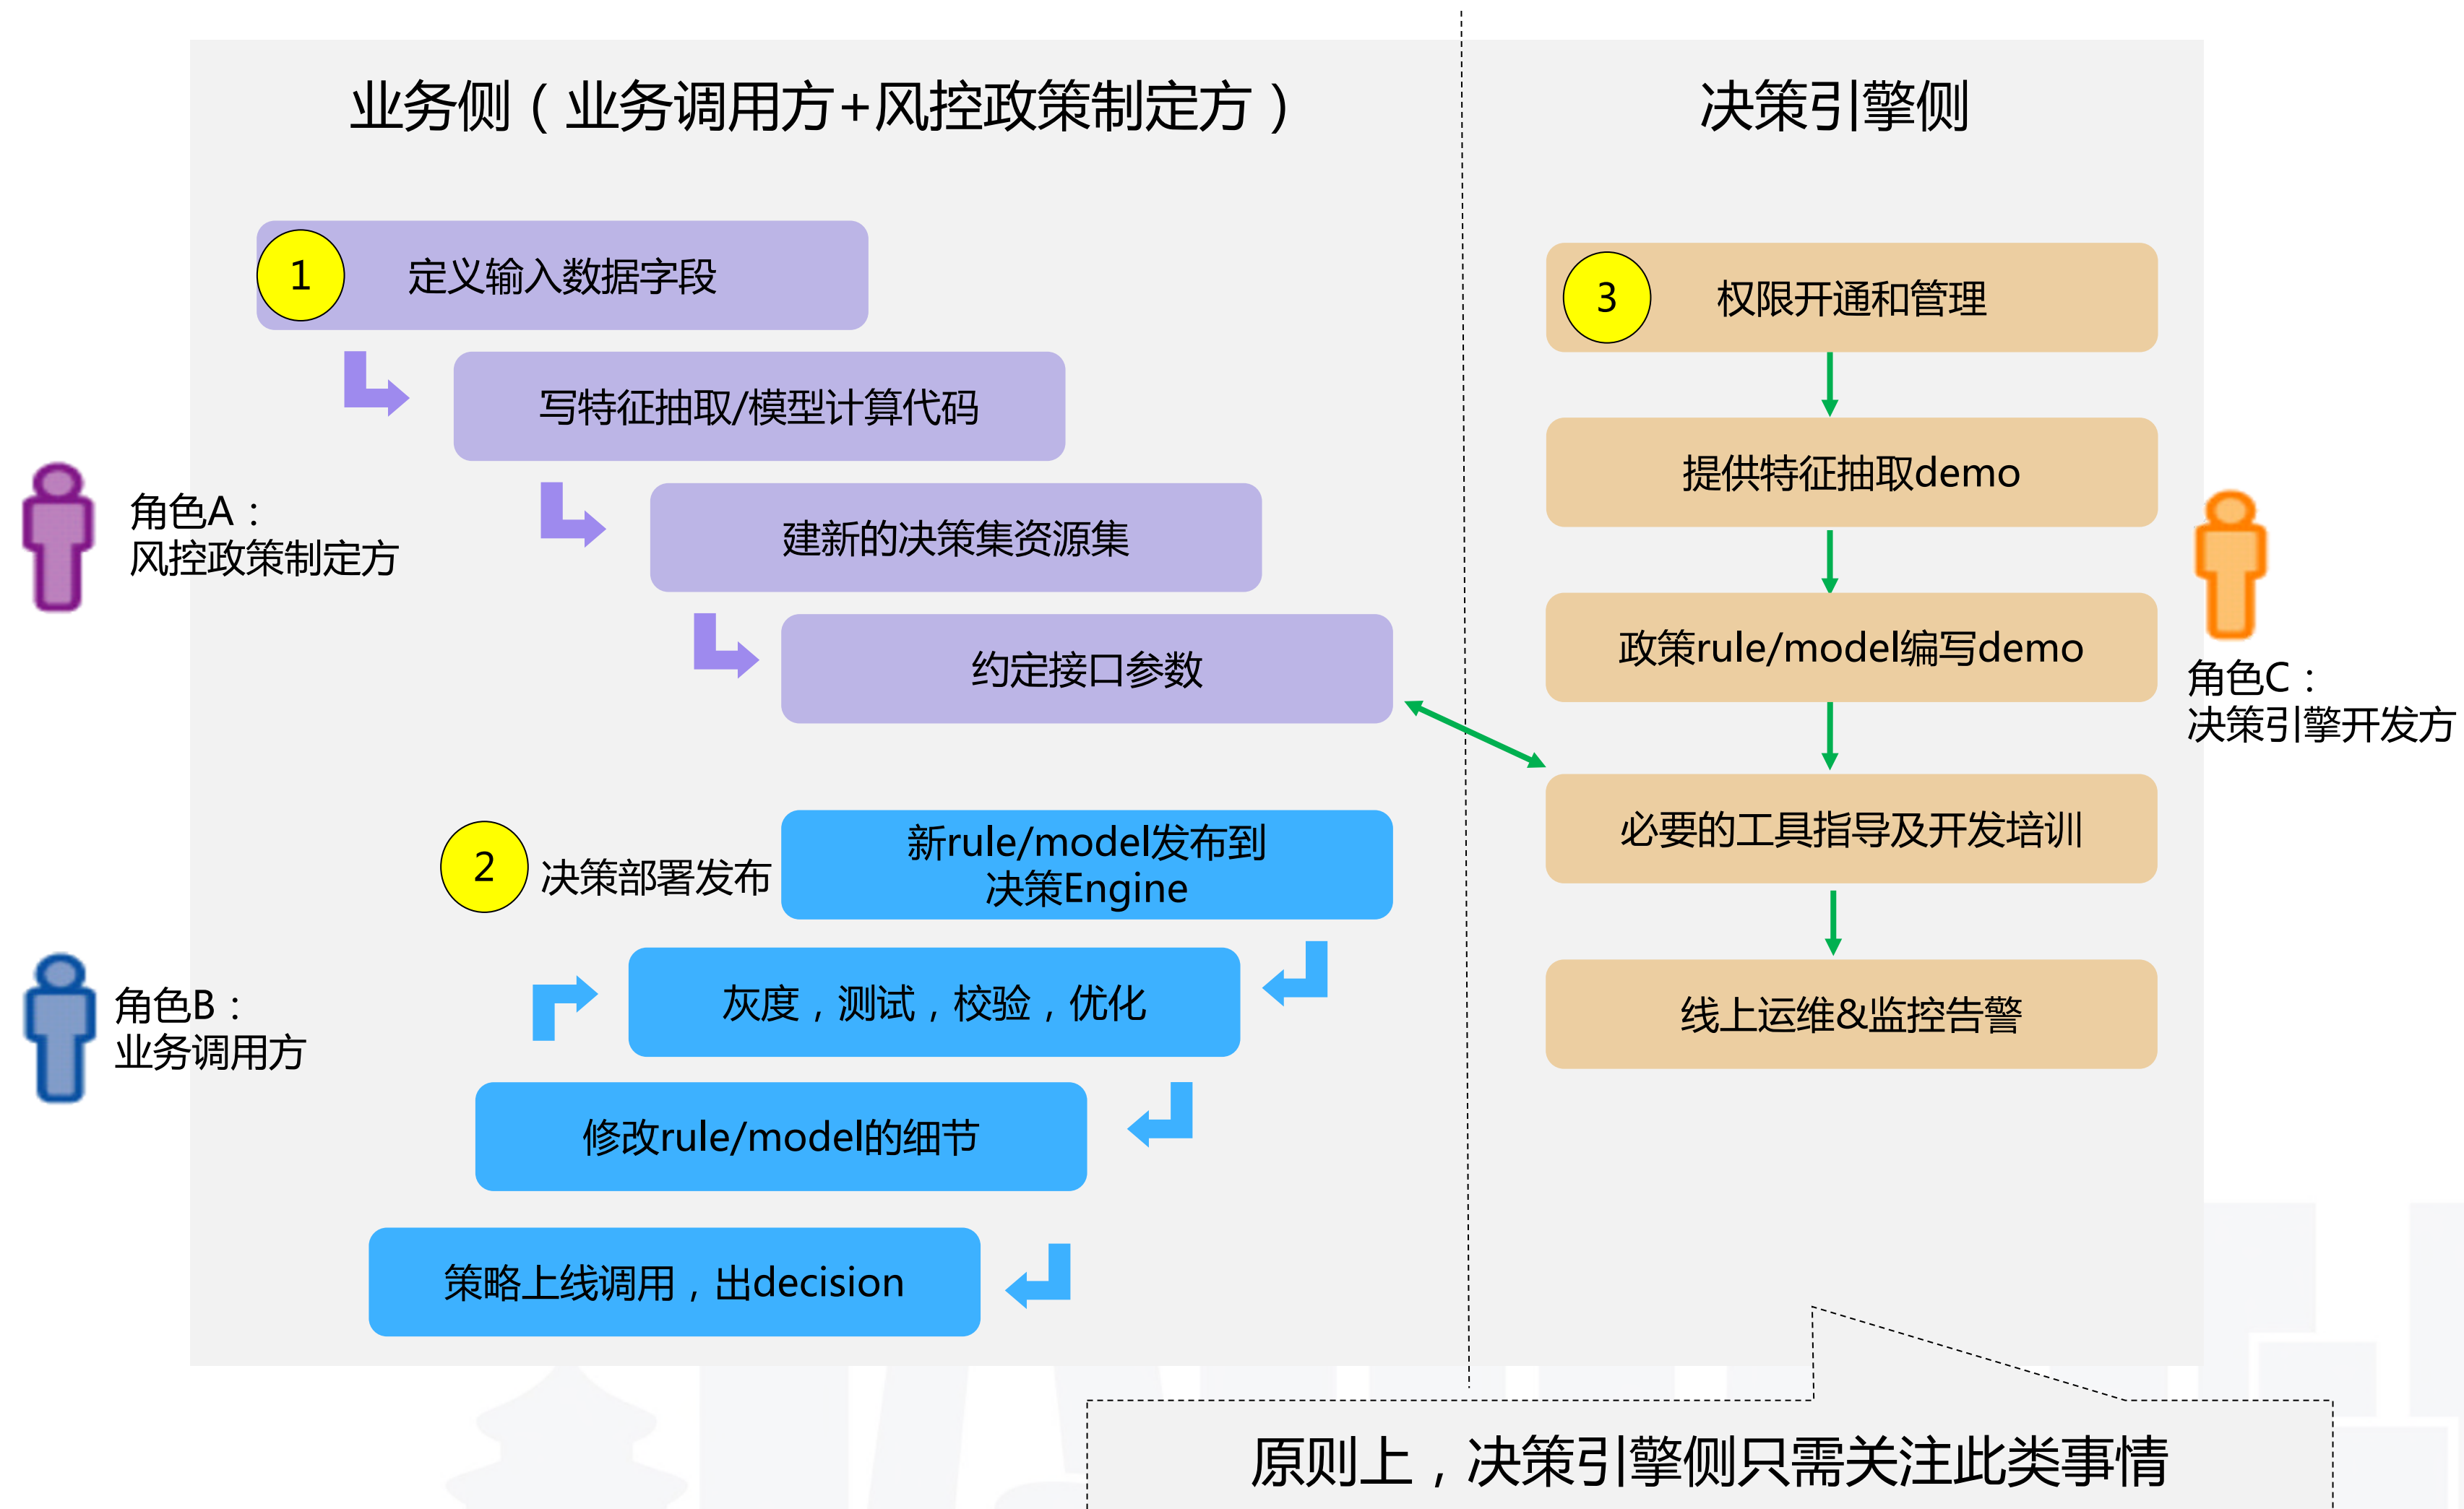 业务侧（业务调用方+风控政策制定方）
决策引擎侧
1
定义输入数据字段
写特征抽取/模型计算代码
建新的决策集资源集
约定接口参数
角色A：
风控政策制定方
2
决策部署发布
新rule/model发布到
决策Engine
灰度，测试，校验，优化
修改rule/model的细节
策略上线调用，出decision
角色B：
业务调用方
3
权限开通和管理
提供特征抽取demo
政策rule/model编写demo
必要的工具指导及开发培训
线上运维&监控告警
角色C：
决策引擎开发方
原则上，决策引擎侧只需关注此类事情